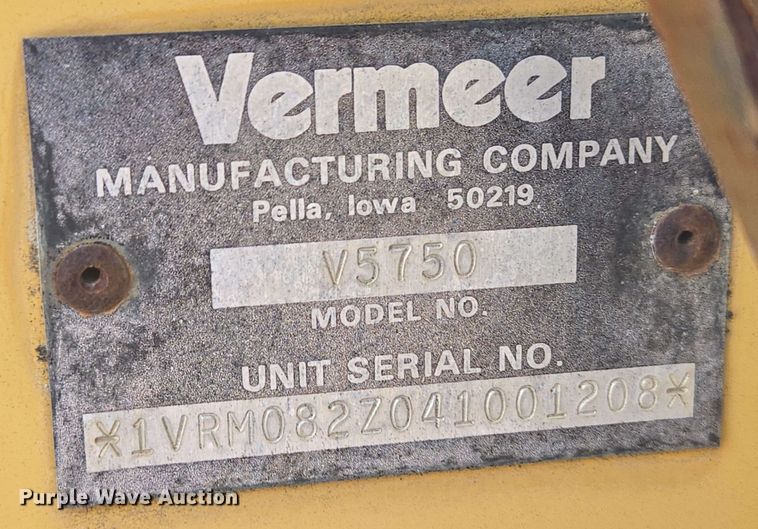 Vermeer
MANUFACTURING COMPANY
Pella, Iowa 50219
V5750
MODEL NO.
UNIT SERIAL NO.
*1VRM082Z041001208*
Purple Wave Auction